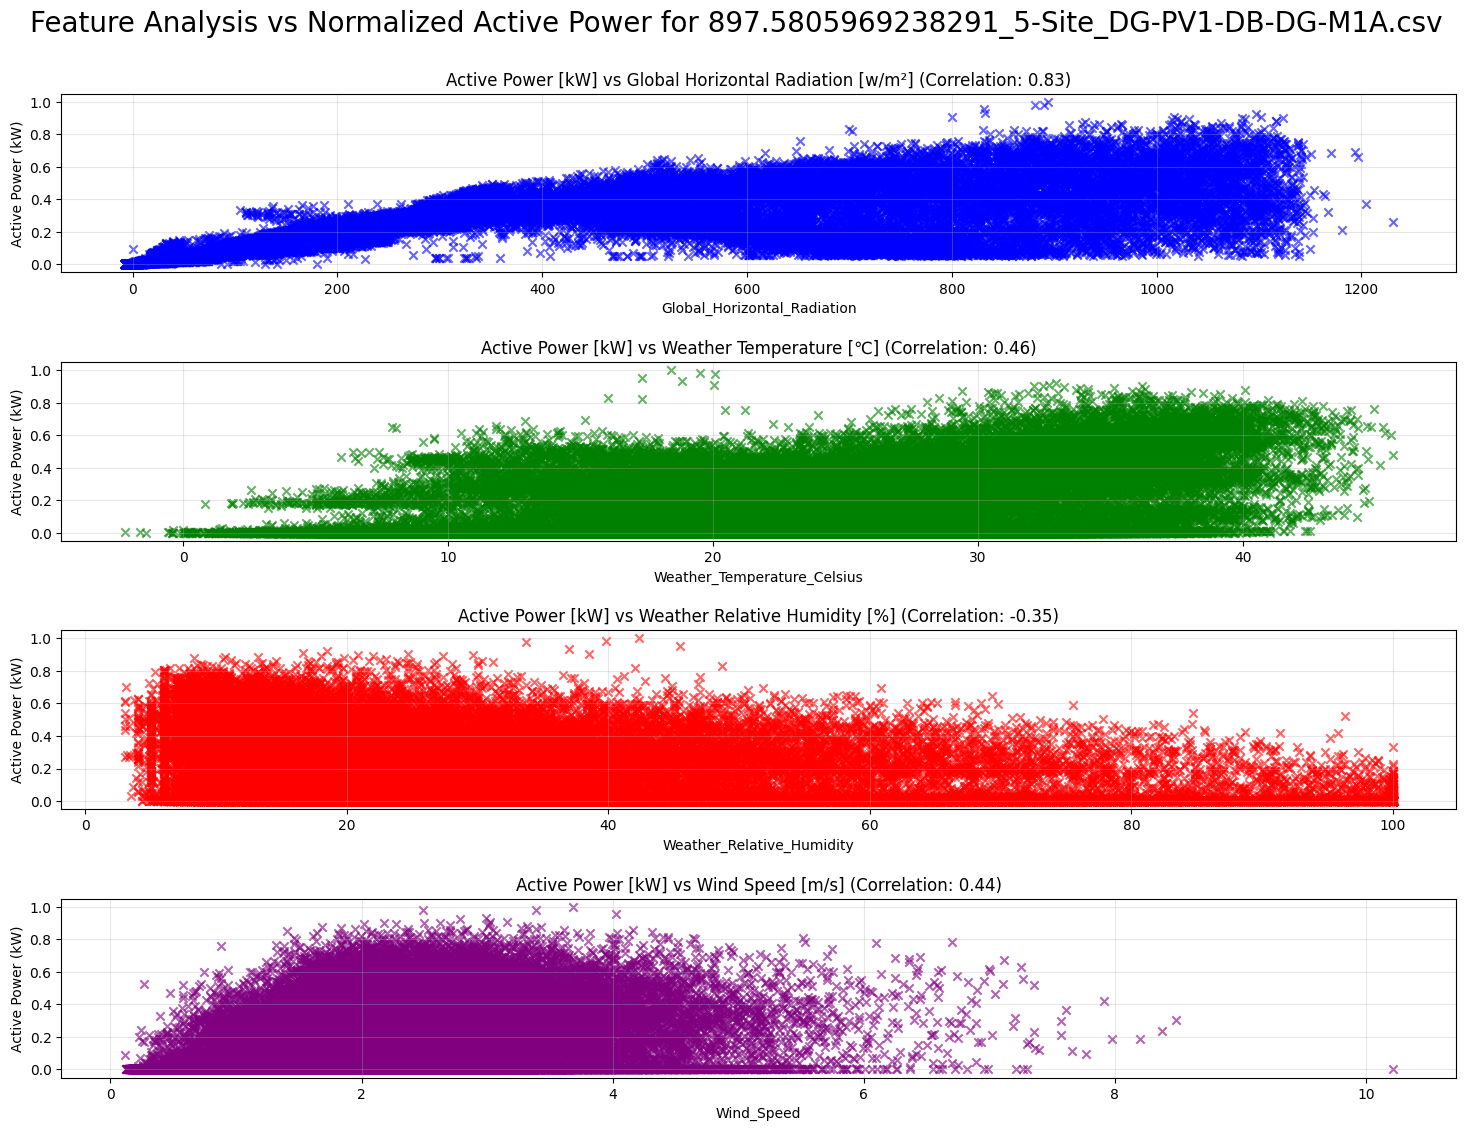 Feature Analysis vs Normalized Active Power for 897.5805969238291_5-Site_DG-PV1-DB-DG-M1A.csv
Active Power [kW] vs Global Horizontal Radiation [w/m²] (Correlation: 0.83)
Active Power (kW)
1.0
0.8
0.6
0.4
0.2
0.0
0 200 400 600 800 1000 1200
Global_Horizontal_Radiation
Active Power [kW] vs Weather Temperature [℃] (Correlation: 0.46)
Active Power (kW)
1.0
0.8
0.6
0.4
0.2
0.0
0 10 20 30 40
Weather_Temperature_Celsius
Active Power [kW] vs Weather Relative Humidity [%] (Correlation: -0.35)
Active Power (kW)
1.0
0.8
0.6
0.4
0.2
0.0
0 20 40 60 80 100
Weather_Relative_Humidity
Active Power [kW] vs Wind Speed [m/s] (Correlation: 0.44)
Active Power (kW)
1.0
0.8
0.6
0.4
0.2
0.0
0 2 4 6 8 10
Wind_Speed